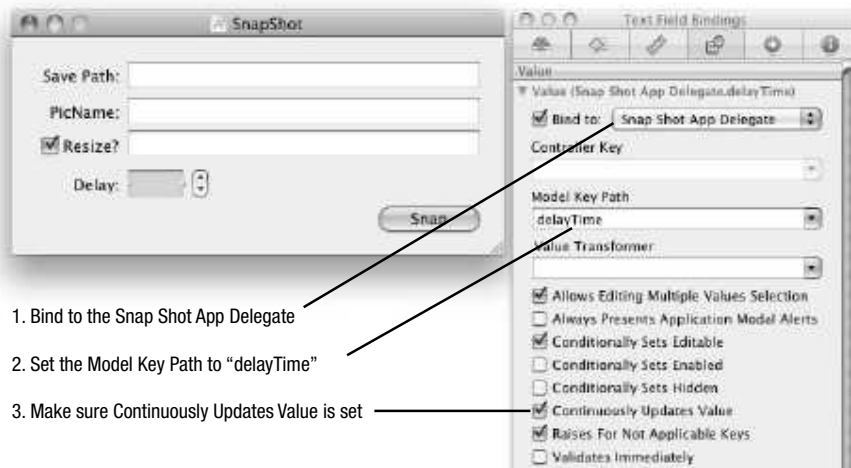 SnapShot
Save Path:
PicName:
Resize?
Delay:
Snap
1. Bind to the Snap Shot App Delegate
2. Set the Model Key Path to “delayTime”
3. Make sure Continuously Updates Value is set
Text Field Bindings
Value
Value (Snap Shot App Delegate.delayTime)
Bind to: Snap Shot App Delegate
Controller Key
Model Key Path
delayTime
Value Transformer
Allows Editing Multiple Values Selection
Always Presents Application Modal Alerts
Conditionally Sets Editable
Conditionally Sets Enabled
Conditionally Sets Hidden
Continuously Updates Value
Raises For Not Applicable Keys
Validates Immediately